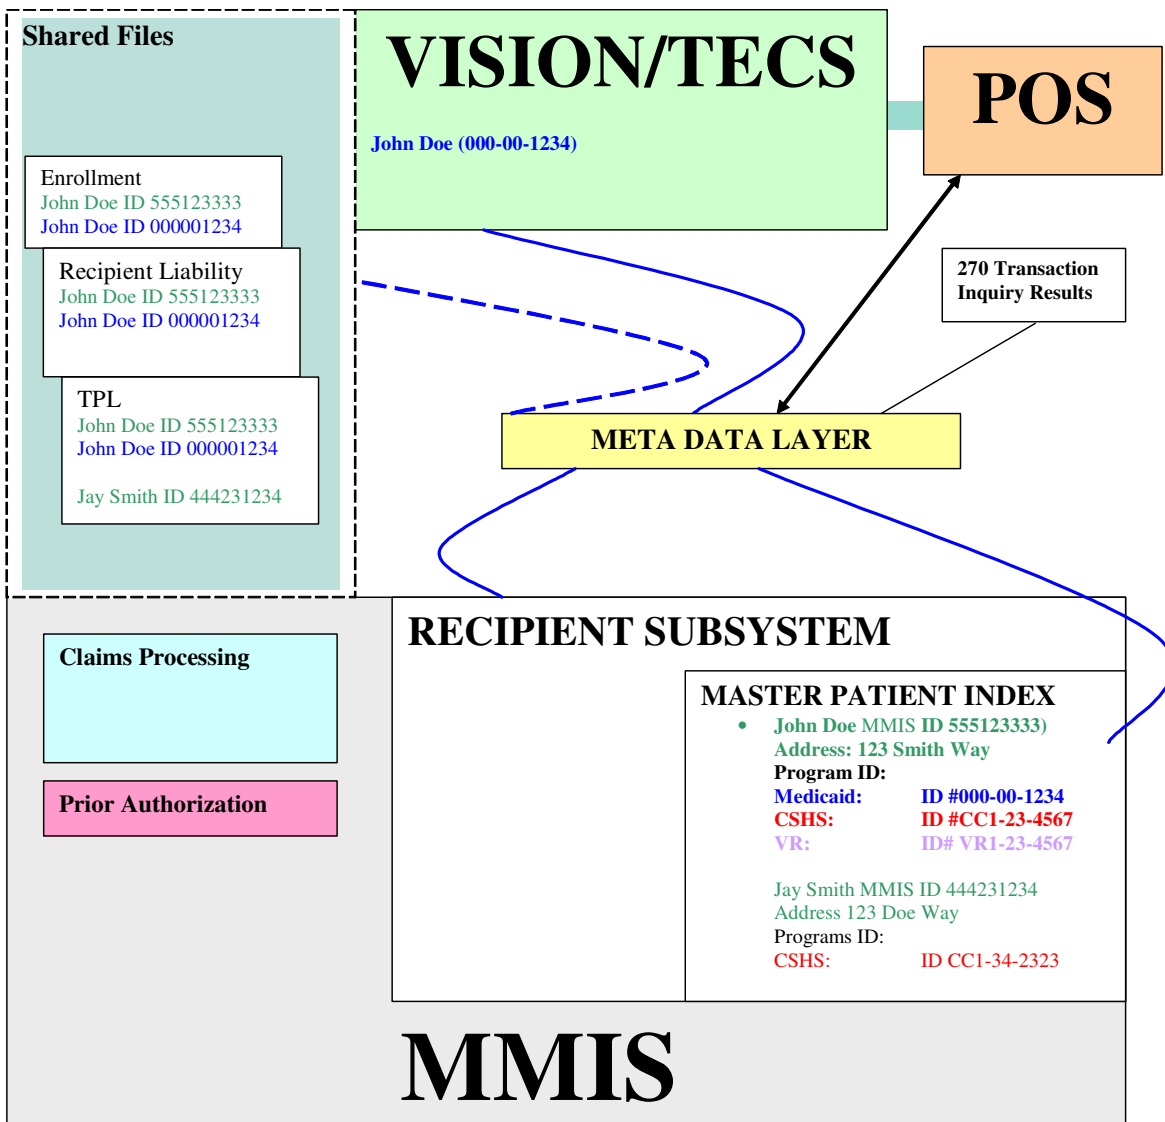 Shared Files
VISION/TECS
POS
John Doe (000-00-1234)
Enrollment
John Doe ID 555123333
John Doe ID 000001234
Recipient Liability
John Doe ID 555123333
John Doe ID 000001234
TPL
John Doe ID 555123333
John Doe ID 000001234
Jay Smith ID 444231234
270 Transaction
Inquiry Results
META DATA LAYER
Claims Processing
Prior Authorization
RECIPIENT SUBSYSTEM
MASTER PATIENT INDEX
• John Doe MMIS ID 555123333)
Address: 123 Smith Way
Program ID:
Medicaid: ID #000-00-1234
CSHS: ID #CC1-23-4567
VR: ID# VR1-23-4567
Jay Smith MMIS ID 444231234
Address 123 Doe Way
Programs ID:
CSHS: ID CC1-34-2323
MMIS